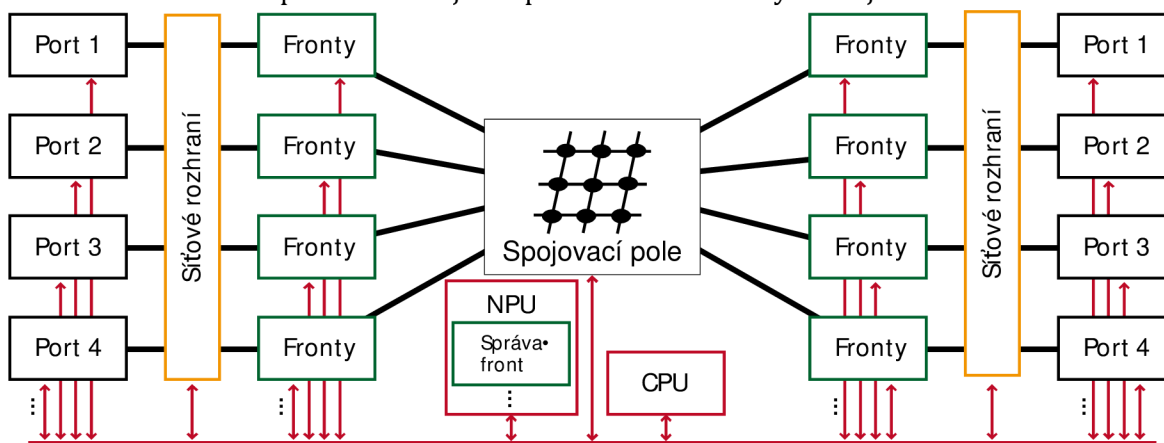 Port 1
Fronty
Fronty
Port 1
Síťové rozhraní
Síťové rozhraní
Port 2
Fronty
Fronty
Port 2
Port 3
Fronty
Spojovací pole
Fronty
Port 3
NPU
Port 4
Fronty
Správa•
front
...
CPU
Fronty
Port 4
...
...
...
...